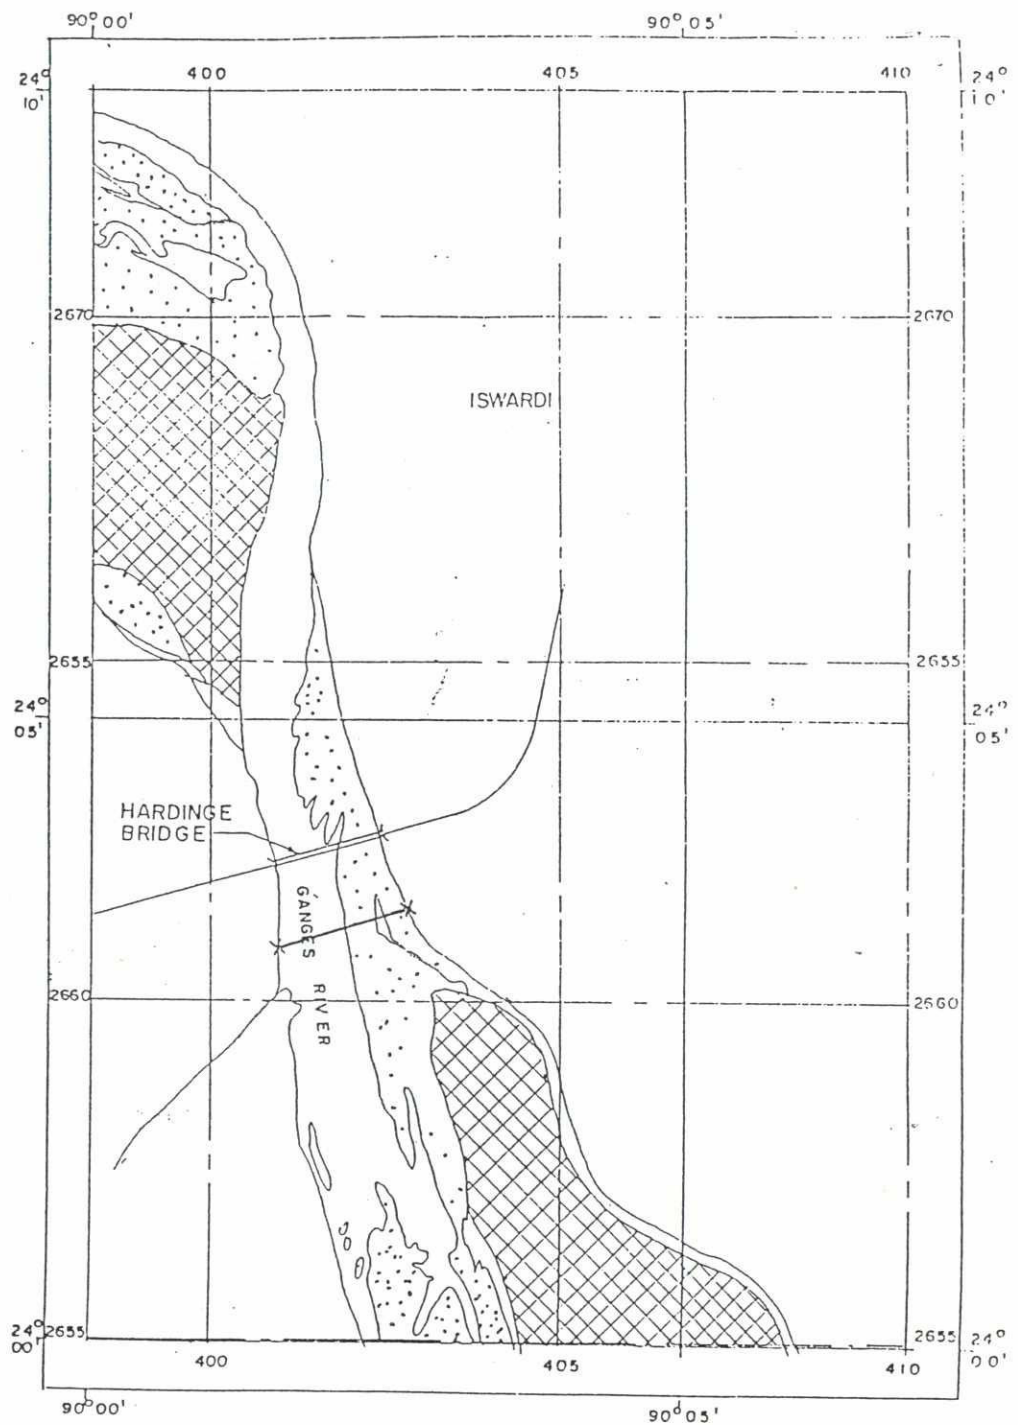 90° 00' 90° 05'
24° 10' 400 405 410 24° 10'
2670 2670
ISWARDI
2655 2655
24° 05' 24° 05'
HARDINGE
BRIDGE
GANGES RIVER
2660 2660
24° 00' 2655 2655 24° 00'
400 405 410
90° 00' 90° 05'